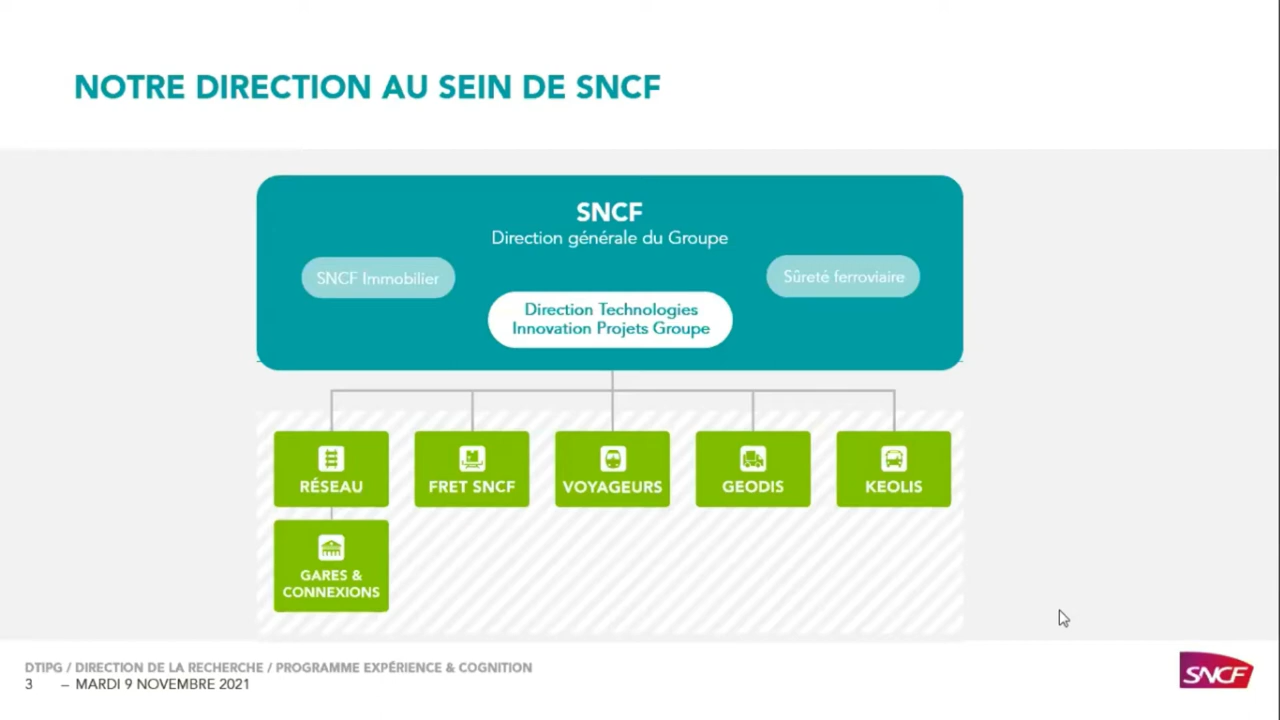 NOTRE DIRECTION AU SEIN DE SNCF
SNCF
Direction générale du Groupe
SNCF Immobilier
Sûreté ferroviaire
Direction Technologies
Innovation Projets Groupe
RÉSEAU
FRET SNCF
VOYAGEURS
GEODIS
KEOLIS
GARES &
CONNEXIONS
DTIPG / DIRECTION DE LA RECHERCHE / PROGRAMME EXPÉRIENCE & COGNITION
3 – MARDI 9 NOVEMBRE 2021
SNCF